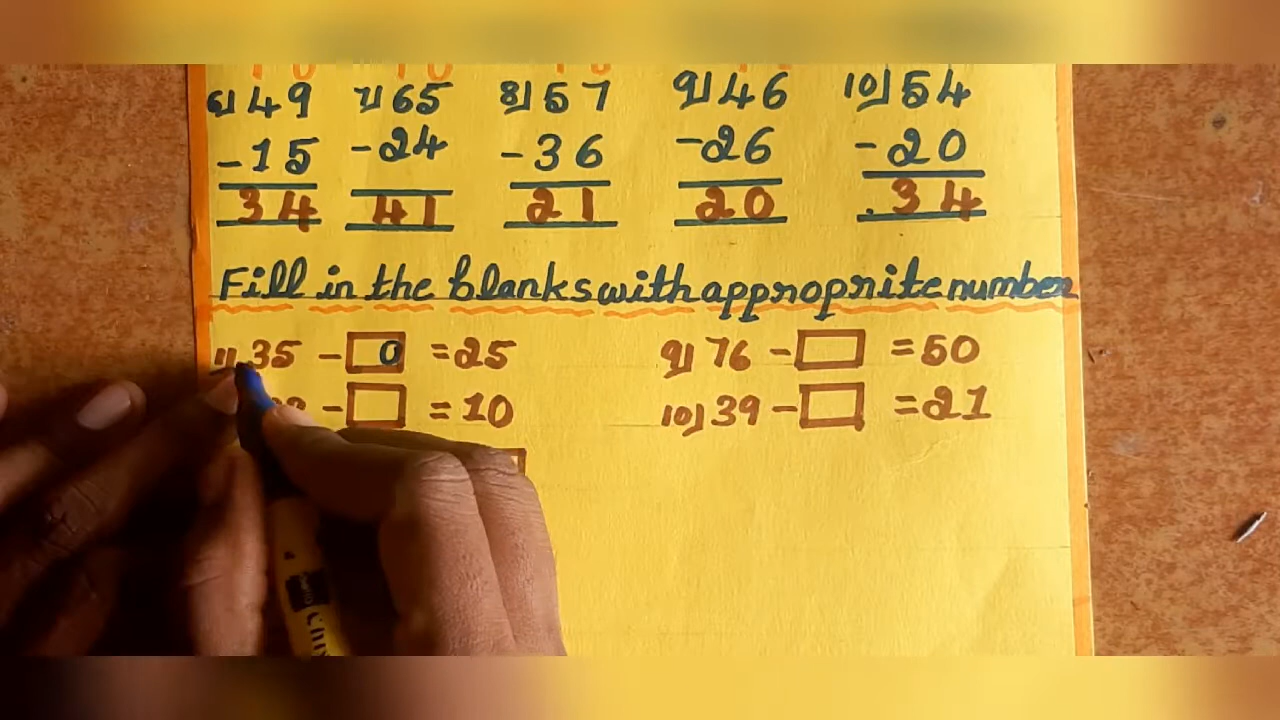 6) 49 7) 65 8) 57 9) 46 10) 54
-15 -24 -36 -26 -20
34 41 21 20 34
Fill in the blanks with approprite number
1) 35 - 0 = 25 9) 76 - = 50
- = 10 10) 39 - = 21